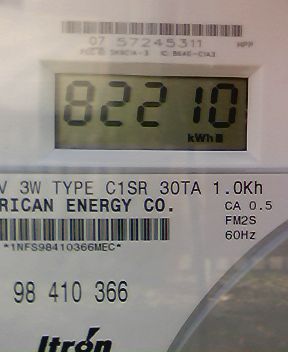 07 57245311
82210
kWh
V 3W TYPE C1SR 30TA 1.0Kh
RICAN ENERGY CO.
CA 0.5
FM2S
60Hz
*1NFS98410366MEC*
98 410 366
Itrón